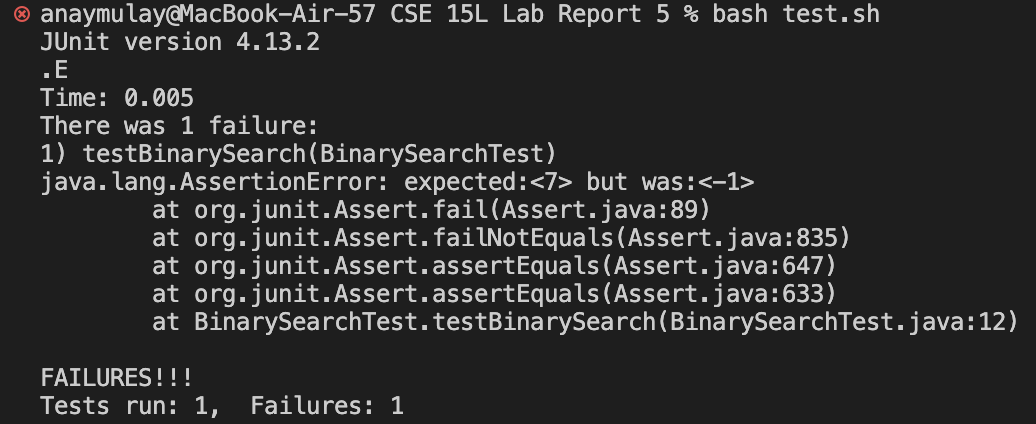 anaymulay@MacBook-Air-57 CSE 15L Lab Report 5 % bash test.sh
JUnit version 4.13.2
.E
Time: 0.005
There was 1 failure:
1) testBinarySearch(BinarySearchTest)
java.lang.AssertionError: expected:<7> but was:<-1>
        at org.junit.Assert.fail(Assert.java:89)
        at org.junit.Assert.failNotEquals(Assert.java:835)
        at org.junit.Assert.assertEquals(Assert.java:647)
        at org.junit.Assert.assertEquals(Assert.java:633)
        at BinarySearchTest.testBinarySearch(BinarySearchTest.java:12)

FAILURES!!!
Tests run: 1,  Failures: 1